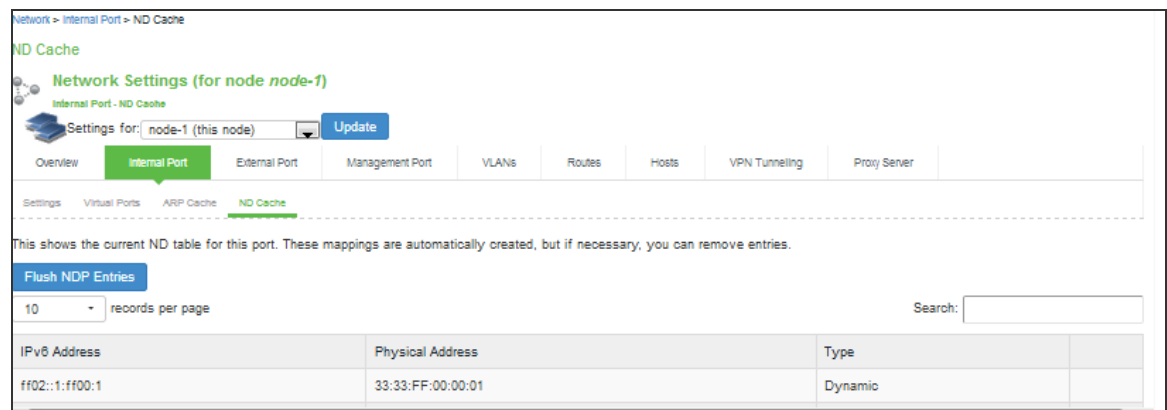 Network > Internal Port > ND Cache
ND Cache
Network Settings (for node node-1)
Internal Port - ND Cache
Settings for: node-1 (this node) Update
Overview Internal Port External Port Management Port VLANs Routes Hosts VPN Tunneling Proxy Server
Settings Virtual Ports ARP Cache ND Cache
This shows the current ND table for this port. These mappings are automatically created, but if necessary, you can remove entries.
Flush NDP Entries
10 records per page Search:
IPv6 Address Physical Address Type
ff02::1:ff00:1 33:33:FF:00:00:01 Dynamic